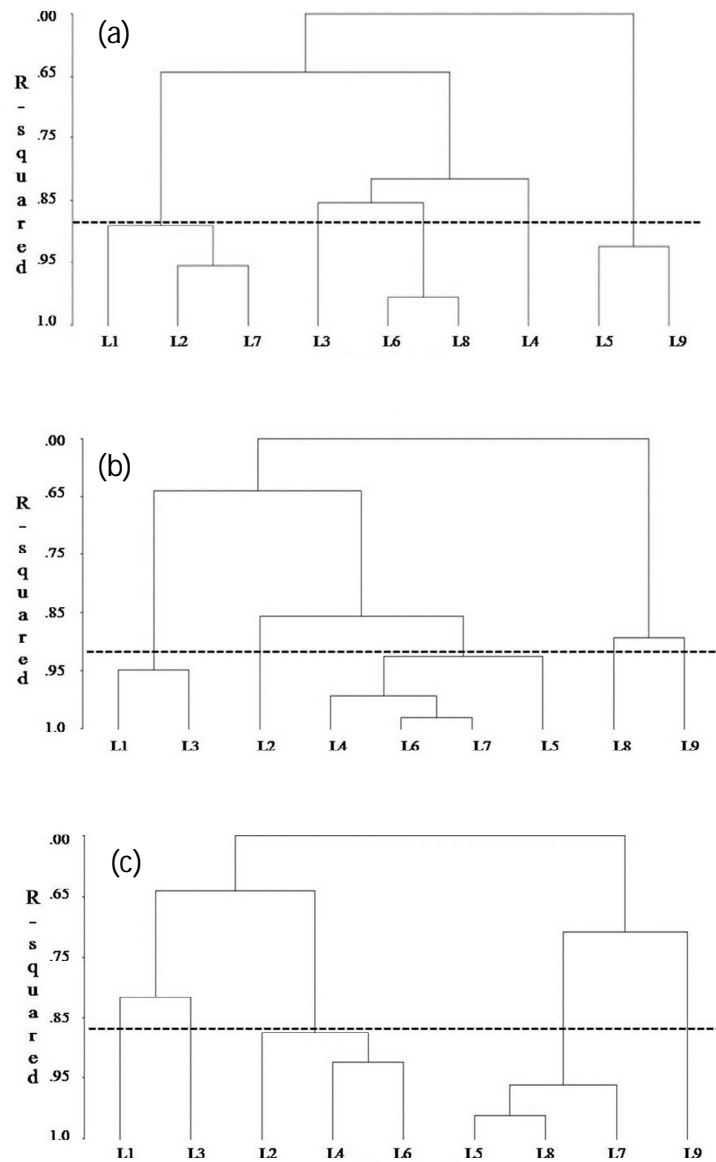 (a)
.00
.65
.75
.85
.95
1.0
R
-
s
q
u
a
r
e
d
L1 L2 L7 L3 L6 L8 L4 L5 L9
(b)
.00
.65
.75
.85
.95
1.0
R
-
s
q
u
a
r
e
d
L1 L3 L2 L4 L6 L7 L5 L8 L9
(c)
.00
.65
.75
.85
.95
1.0
R
-
s
q
u
a
r
e
d
L1 L3 L2 L4 L6 L5 L8 L7 L9